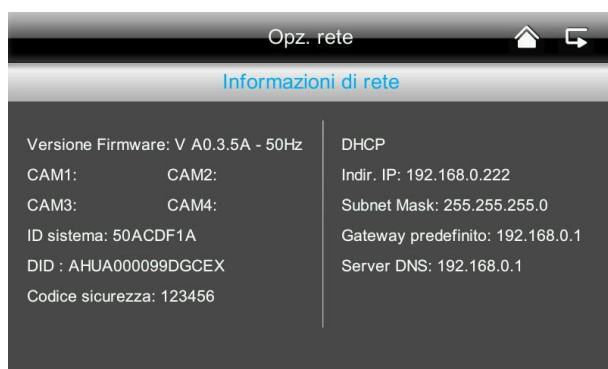 Opz. rete
Informazioni di rete
Versione Firmware: V A0.3.5A - 50Hz
CAM1: CAM2:
CAM3: CAM4:
ID sistema: 50ACDF1A
DID : AHUA000099DGCEX
Codice sicurezza: 123456
DHCP
Indir. IP: 192.168.0.222
Subnet Mask: 255.255.255.0
Gateway predefinito: 192.168.0.1
Server DNS: 192.168.0.1